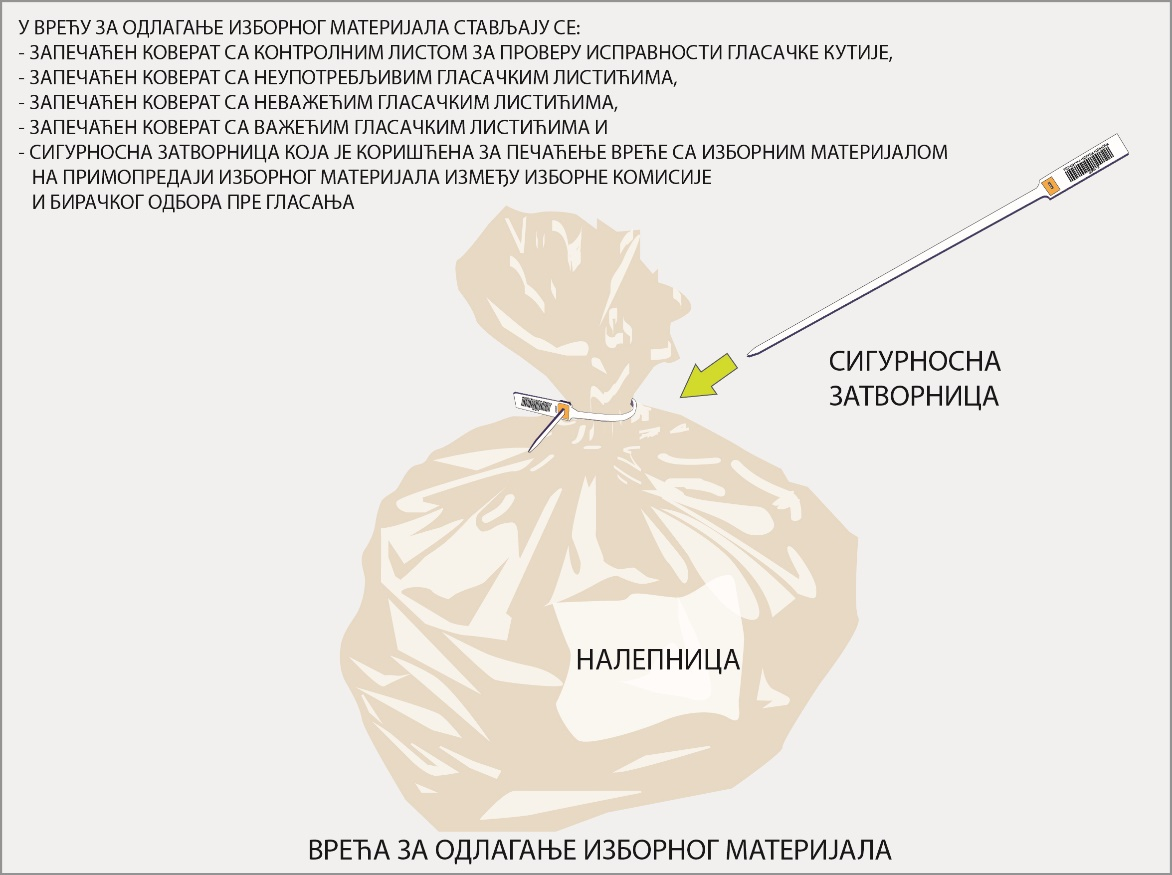 У ВРЕЋУ ЗА ОДЛАГАЊЕ ИЗБОРНОГ МАТЕРИЈАЛА СТАВЉАЈУ СЕ:
- ЗАПЕЧАЋЕН КОВЕРАТ СА КОНТРОЛНИМ ЛИСТОМ ЗА ПРОВЕРУ ИСПРАВНОСТИ ГЛАСАЧКЕ КУТИЈЕ,
- ЗАПЕЧАЋЕН КОВЕРАТ СА НЕУПОТРЕБЉИВИМ ГЛАСАЧКИМ ЛИСТИЋИМА,
- ЗАПЕЧАЋЕН КОВЕРАТ СА НЕВАЖЕЋИМ ГЛАСАЧКИМ ЛИСТИЋИМА,
- ЗАПЕЧАЋЕН КОВЕРАТ СА ВАЖЕЋИМ ГЛАСАЧКИМ ЛИСТИЋИМА И
- СИГУРНОСНА ЗАТВОРНИЦА КОЈА ЈЕ КОРИШЋЕНА ЗА ПЕЧАЋЕЊЕ ВРЕЋЕ СА ИЗБОРНИМ МАТЕРИЈАЛОМ
НА ПРИМОПРЕДАЈИ ИЗБОРНОГ МАТЕРИЈАЛА ИЗМЕЂУ ИЗБОРНЕ КОМИСИЈЕ
И БИРАЧКОГ ОДБОРА ПРЕ ГЛАСАЊА
СИГУРНОСНА
ЗАТВОРНИЦА
НАЛЕПНИЦА
ВРЕЋА ЗА ОДЛАГАЊЕ ИЗБОРНОГ МАТЕРИЈАЛА